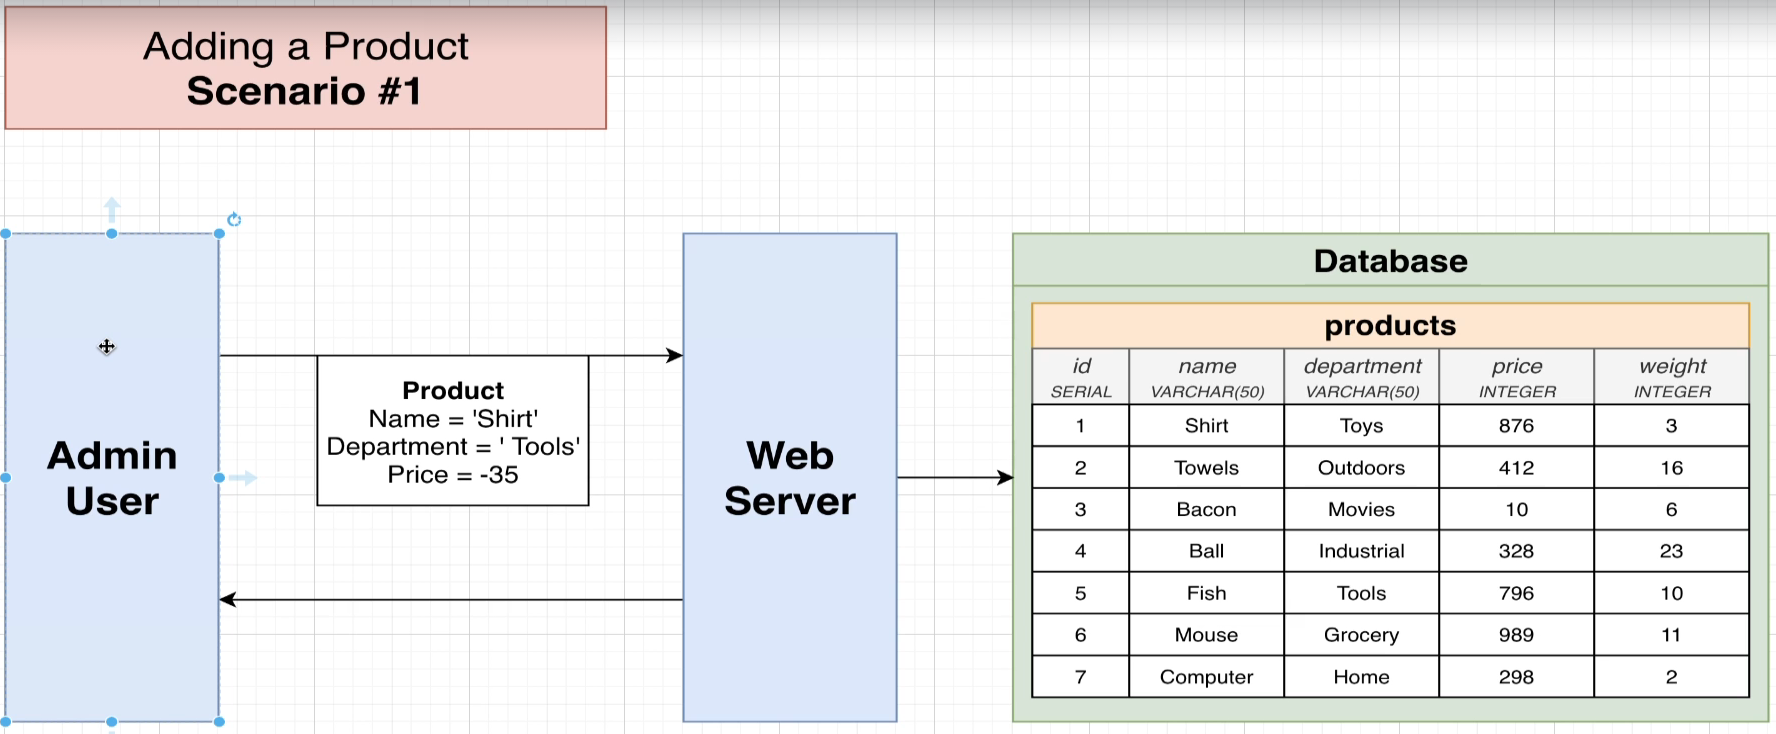 Adding a Product
Scenario #1
Admin
User
Product
Name = 'Shirt'
Department = ' Tools'
Price = -35
Web
Server
Database
products
id name department price weight
SERIAL VARCHAR(50) VARCHAR(50) INTEGER INTEGER
1 Shirt Toys 876 3
2 Towels Outdoors 412 16
3 Bacon Movies 10 6
4 Ball Industrial 328 23
5 Fish Tools 796 10
6 Mouse Grocery 989 11
7 Computer Home 298 2